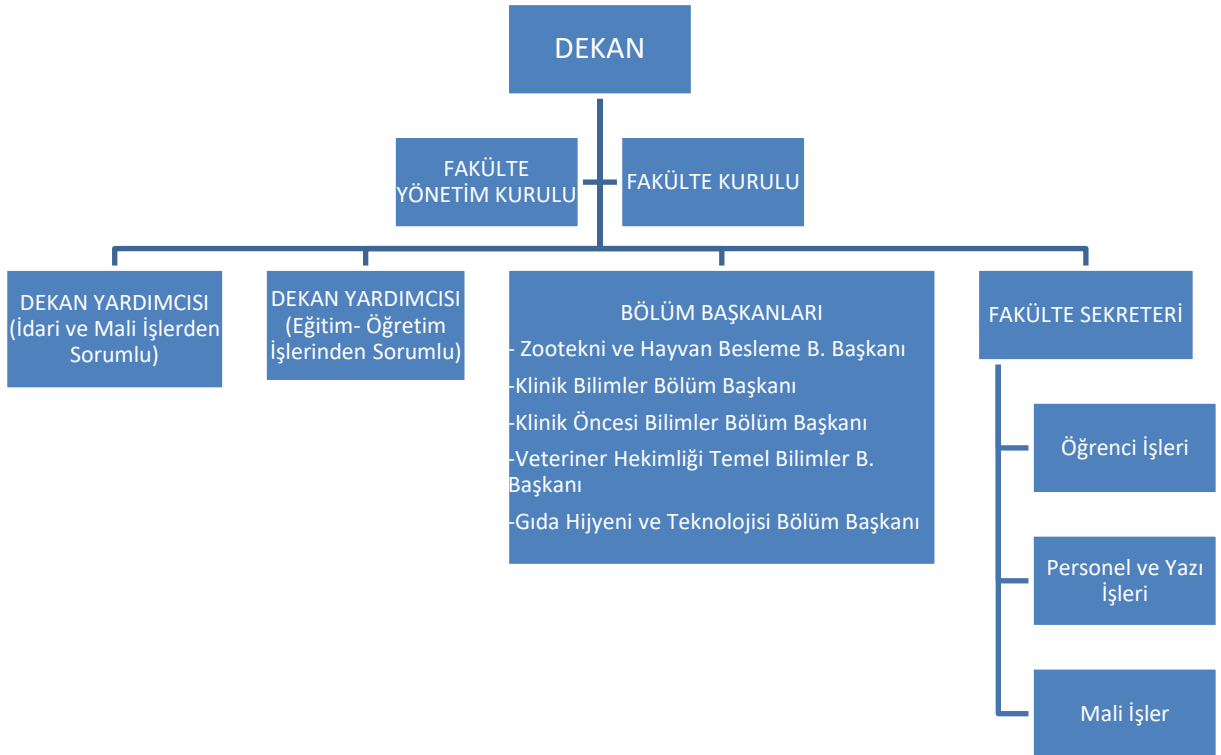 DEKAN
FAKÜLTE
YÖNETİM KURULU
FAKÜLTE KURULU
DEKAN YARDIMCISI
(İdari ve Mali İşlerden
Sorumlu)
DEKAN YARDIMCISI
(Eğitim- Öğretim
İşlerinden Sorumlu)
BÖLÜM BAŞKANLARI
- Zootekni ve Hayvan Besleme B. Başkanı
-Klinik Bilimler Bölüm Başkanı
-Klinik Öncesi Bilimler Bölüm Başkanı
-Veteriner Hekimliği Temel Bilimler B.
Başkanı
-Gıda Hijyeni ve Teknolojisi Bölüm Başkanı
FAKÜLTE SEKRETERİ
Öğrenci İşleri
Personel ve Yazı
İşleri
Mali İşler